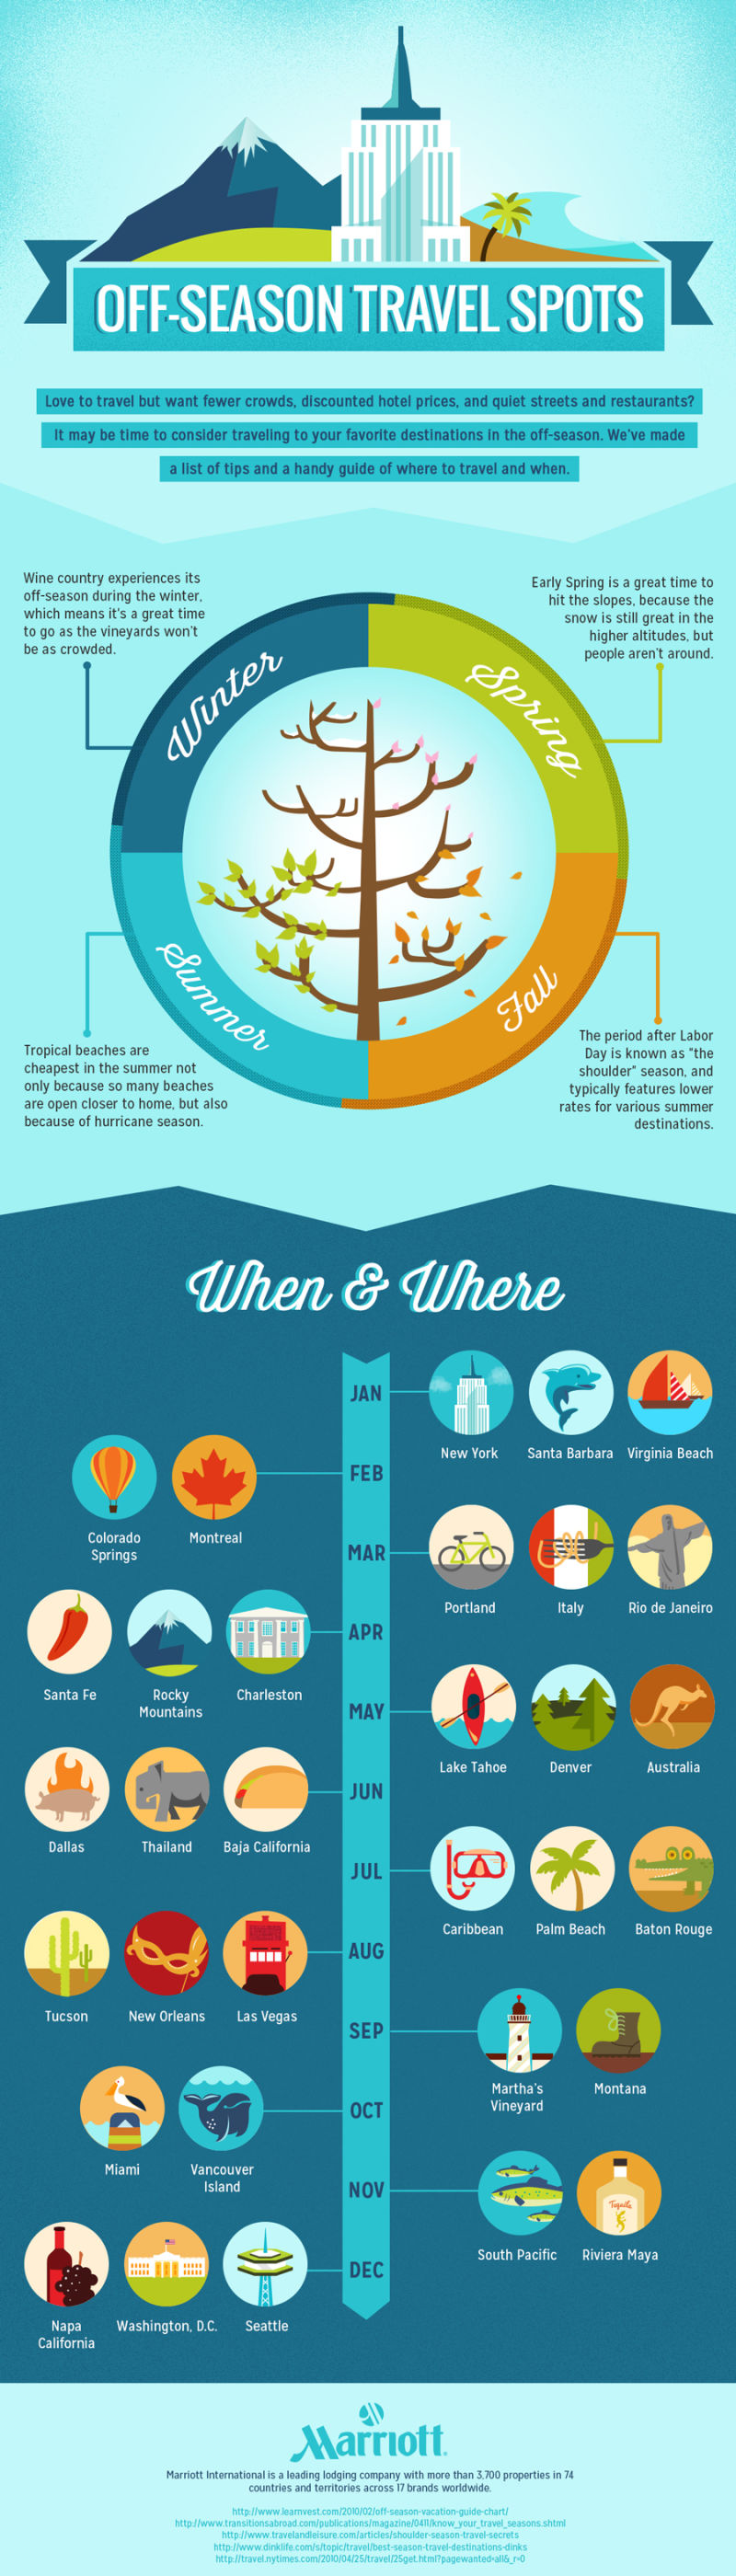 OFF-SEASON TRAVEL SPOTS
Love to travel but want fewer crowds, discounted hotel prices, and quiet streets and restaurants?
It may be time to consider traveling to your favorite destinations in the off-season. We've made
a list of tips and a handy guide of where to travel and when.
Wine country experiences its
off-season during the winter,
which means it's a great time
to go as the vineyards won't
be as crowded.
Early Spring is a great time to
hit the slopes, because the
snow is still great in the
higher altitudes, but
people aren't around.
Winter
Spring
Summer
Fall
Tropical beaches are
cheapest in the summer not
only because so many beaches
are open closer to home, but also
because of hurricane season.
The period after Labor
Day is known as "the
shoulder" season, and
typically features lower
rates for various summer
destinations.
When & Where
JAN
New York
Santa Barbara
Virginia Beach
FEB
Colorado
Springs
Montreal
MAR
Portland
Italy
Rio de Janeiro
APR
Santa Fe
Rocky
Mountains
Charleston
MAY
Lake Tahoe
Denver
Australia
JUN
Dallas
Thailand
Baja California
JUL
Caribbean
Palm Beach
Baton Rouge
AUG
Tucson
New Orleans
Las Vegas
SEP
Martha's
Vineyard
Montana
OCT
Miami
Vancouver
Island
NOV
Tequila
South Pacific
Riviera Maya
DEC
Napa
California
Washington, D.C.
Seattle
Marriott
Marriott International is a leading lodging company with more than 3,700 properties in 74
countries and territories across 17 brands worldwide.
http://www.learnvest.com/2010/02/off-season-vacation-guide-chart/
http://www.transitionsabroad.com/publications/magazine/0411/know_your_travel_seasons.shtml
http://www.travelandleisure.com/articles/shoulder-season-travel-secrets
http://www.dinklife.com/s/topic/travel/best-season-travel-destinations-dinks
http://travel.nytimes.com/2010/04/25/travel/25get.html?pagewanted=all&_r=0